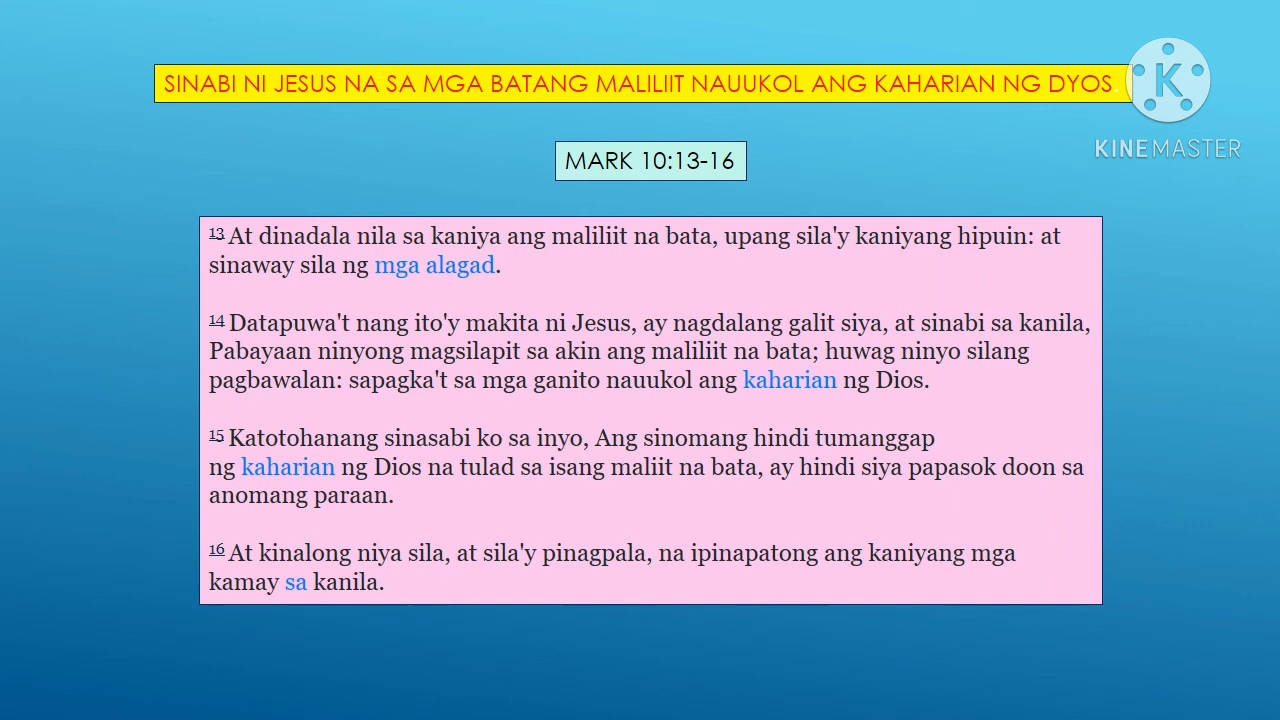 SINABI NI JESUS NA SA MGA BATANG MALILIIT NAUUKOL ANG KAHARIAN NG DYOS.
K
KINEMASTER
MARK 10:13-16
13 At dinadala nila sa kaniya ang maliliit na bata, upang sila'y kaniyang hipuin: at
sinaway sila ng mga alagad.
14 Datapuwa't nang ito'y makita ni Jesus, ay nagdalang galit siya, at sinabi sa kanila,
Pabayaan ninyong magsilapit sa akin ang maliliit na bata; huwag ninyo silang
pagbawalan: sapagka't sa mga ganito nauukol ang kaharian ng Dios.
15 Katotohanang sinasabi ko sa inyo, Ang sinomang hindi tumanggap
ng kaharian ng Dios na tulad sa isang maliit na bata, ay hindi siya papasok doon sa
anomang paraan.
16 At kinalong niya sila, at sila'y pinagpala, na ipinapatong ang kaniyang mga
kamay sa kanila.